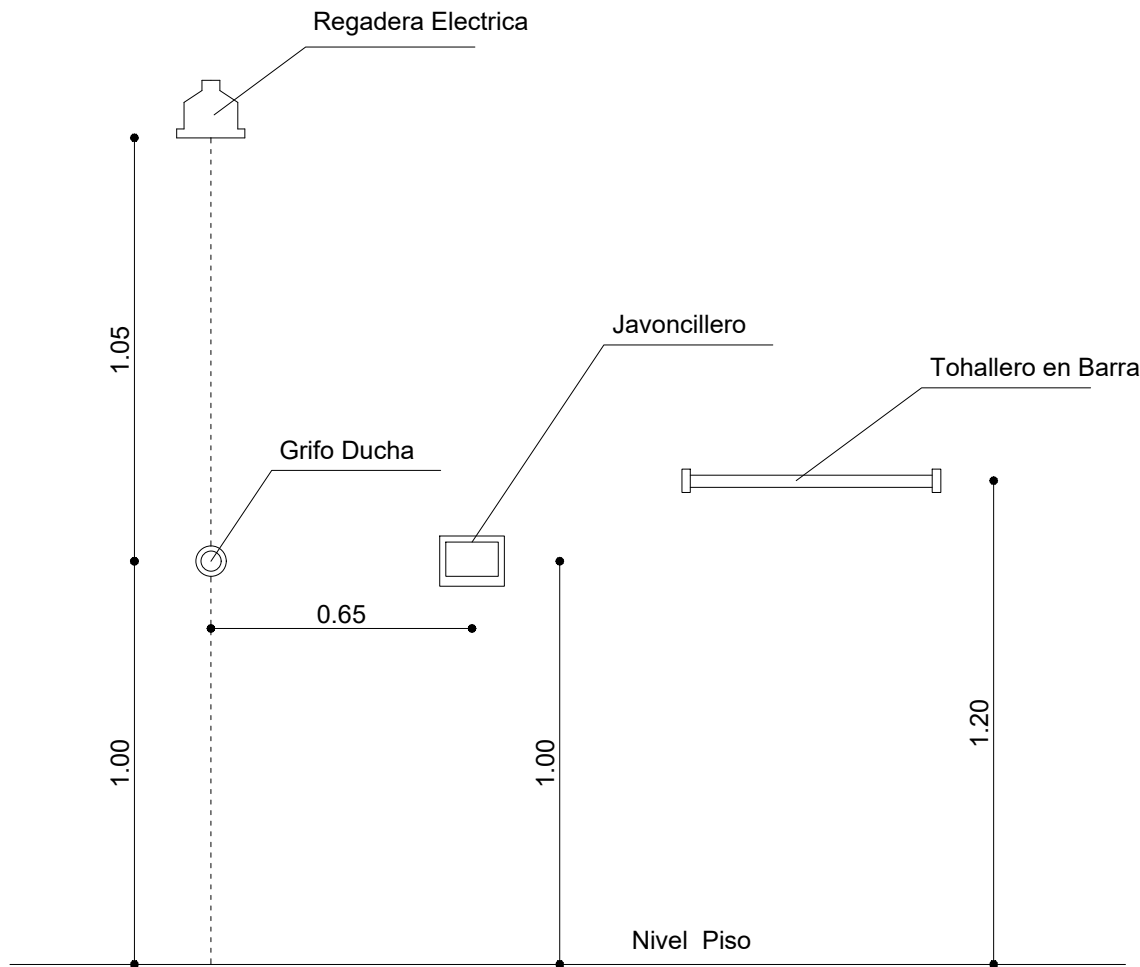 Regadera Electrica
1.05
Javoncillero
Tohallero en Barra
Grifo Ducha
0.65
1.00
1.00
1.20
Nivel Piso